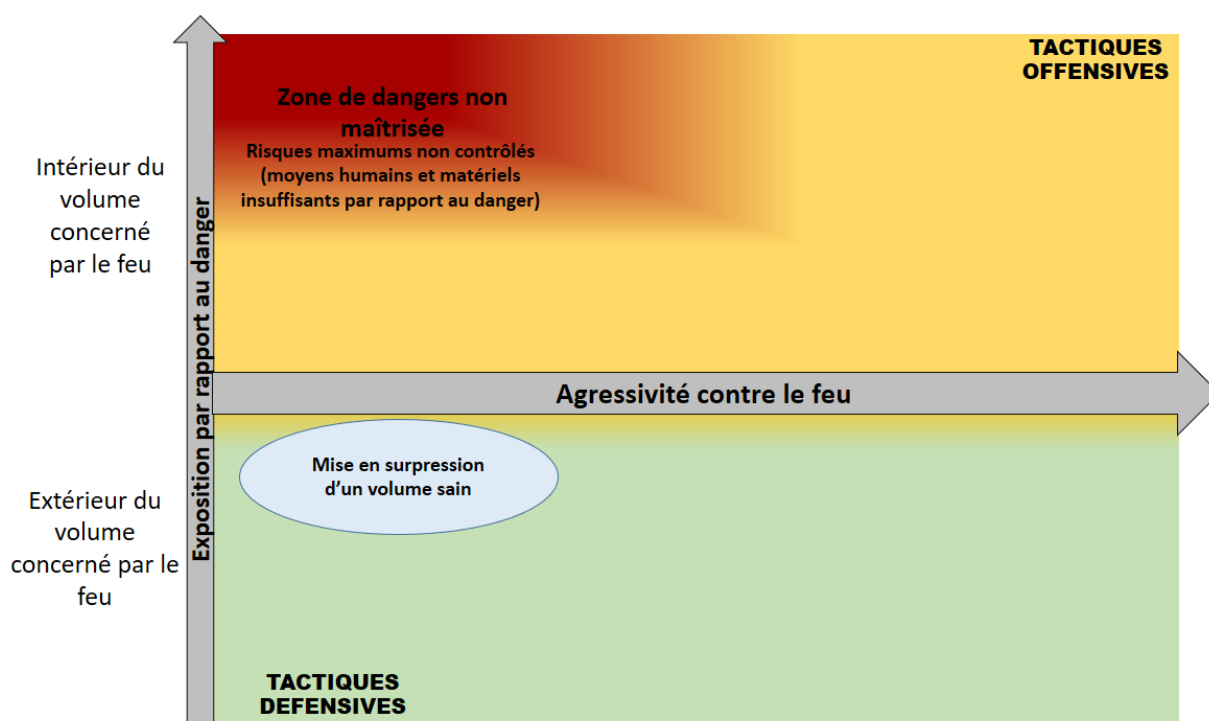 TACTIQUES
OFFENSIVES
Zone de dangers non
maîtrisée
Risques maximums non contrôlés
(moyens humains et matériels
insuffisants par rapport au danger)
Intérieur du
volume
concerné
par le feu
Exposition par rapport au danger
Agressivité contre le feu
Mise en surpression
d’un volume sain
Extérieur du
volume
concerné par le
feu
TACTIQUES
DEFENSIVES